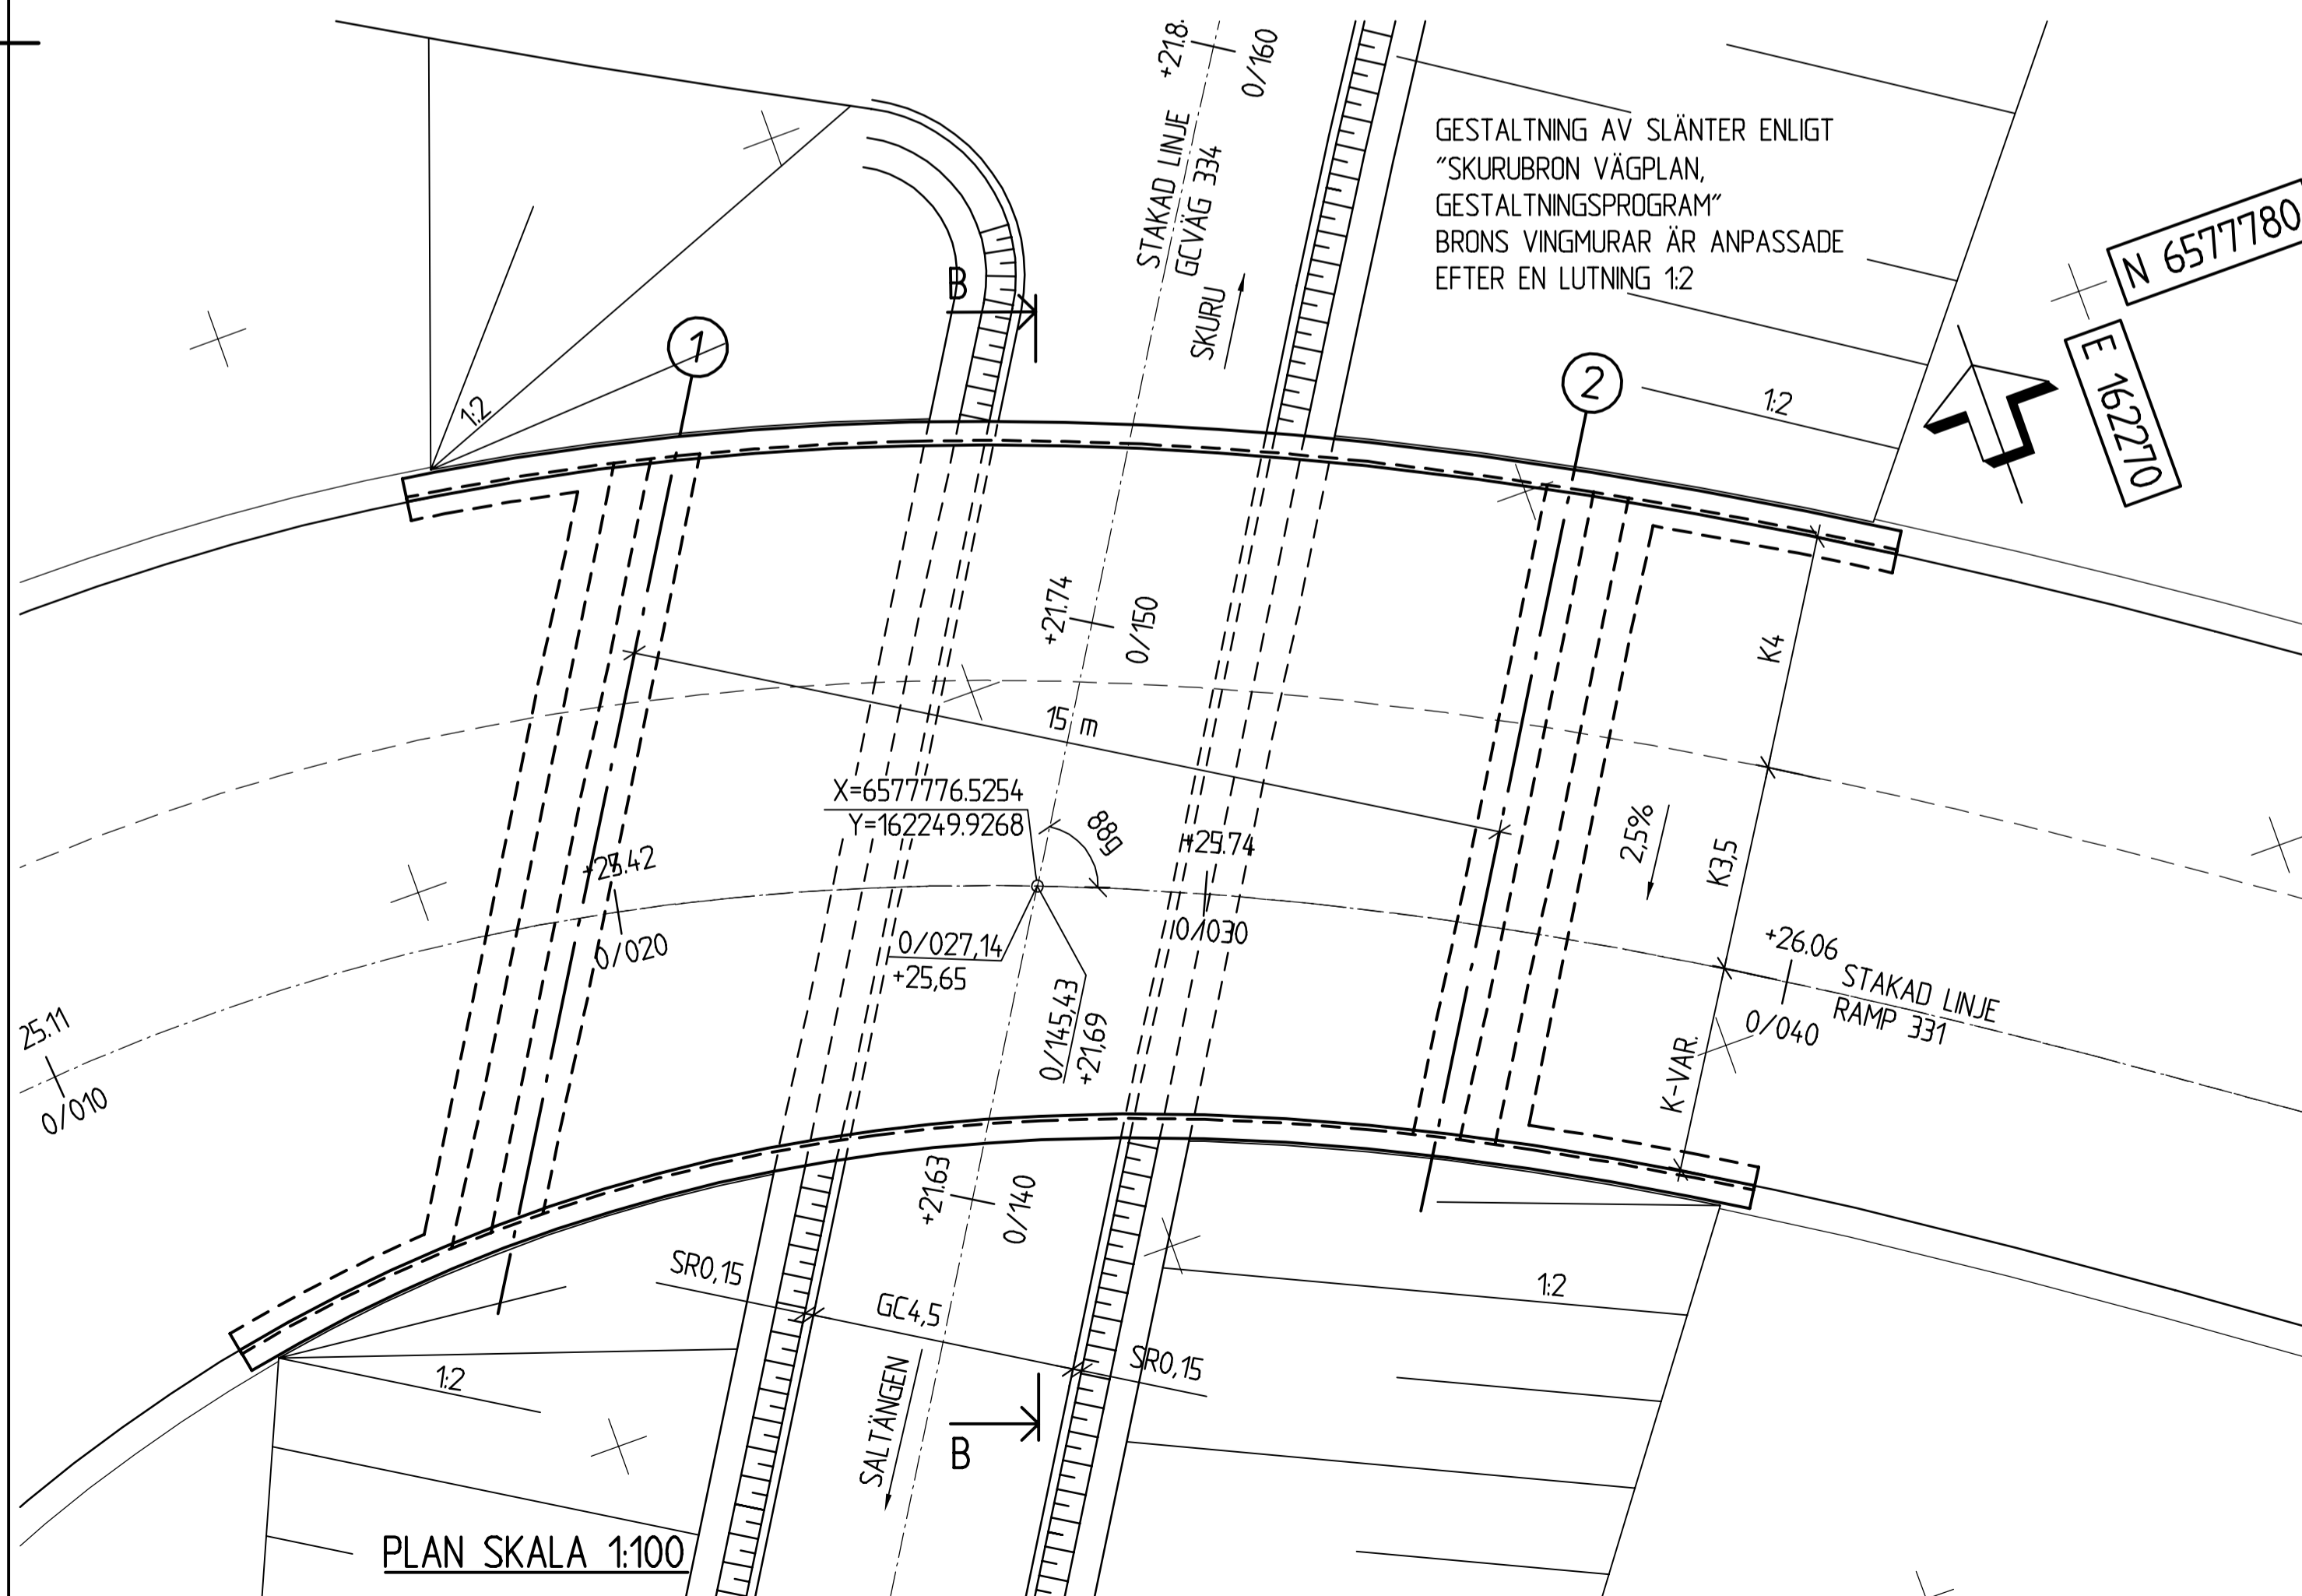 +21.8
0/160
STAKAD LINJE
GCVÄG 334
SKURU
GESTALTNING AV SLÄNTER ENLIGT
"SKURUBRON VÄGPLAN,
GESTALTNINGSPROGRAM"
BRONS VINGMURAR ÄR ANPASSADE
EFTER EN LUTNING 1:2
N 6577780
E 162270
B
1
2
1:2
1:2
+21.74
0/150
K4
15 m
X=6577776.5254
Y=162249.9268
88g
+25.74
2,5%
K3,5
+25.42
0/020
0/027,14
+25,65
0/030
+26.06
STAKAD LINJE
RAMP 331
0/040
25.11
0/010
0/145,43
+21,69
K-VAR.
+21.63
0/140
SR0,15
GC4,5
SR0,15
1:2
1:2
SALTÄNGEN
B
PLAN SKALA 1:100